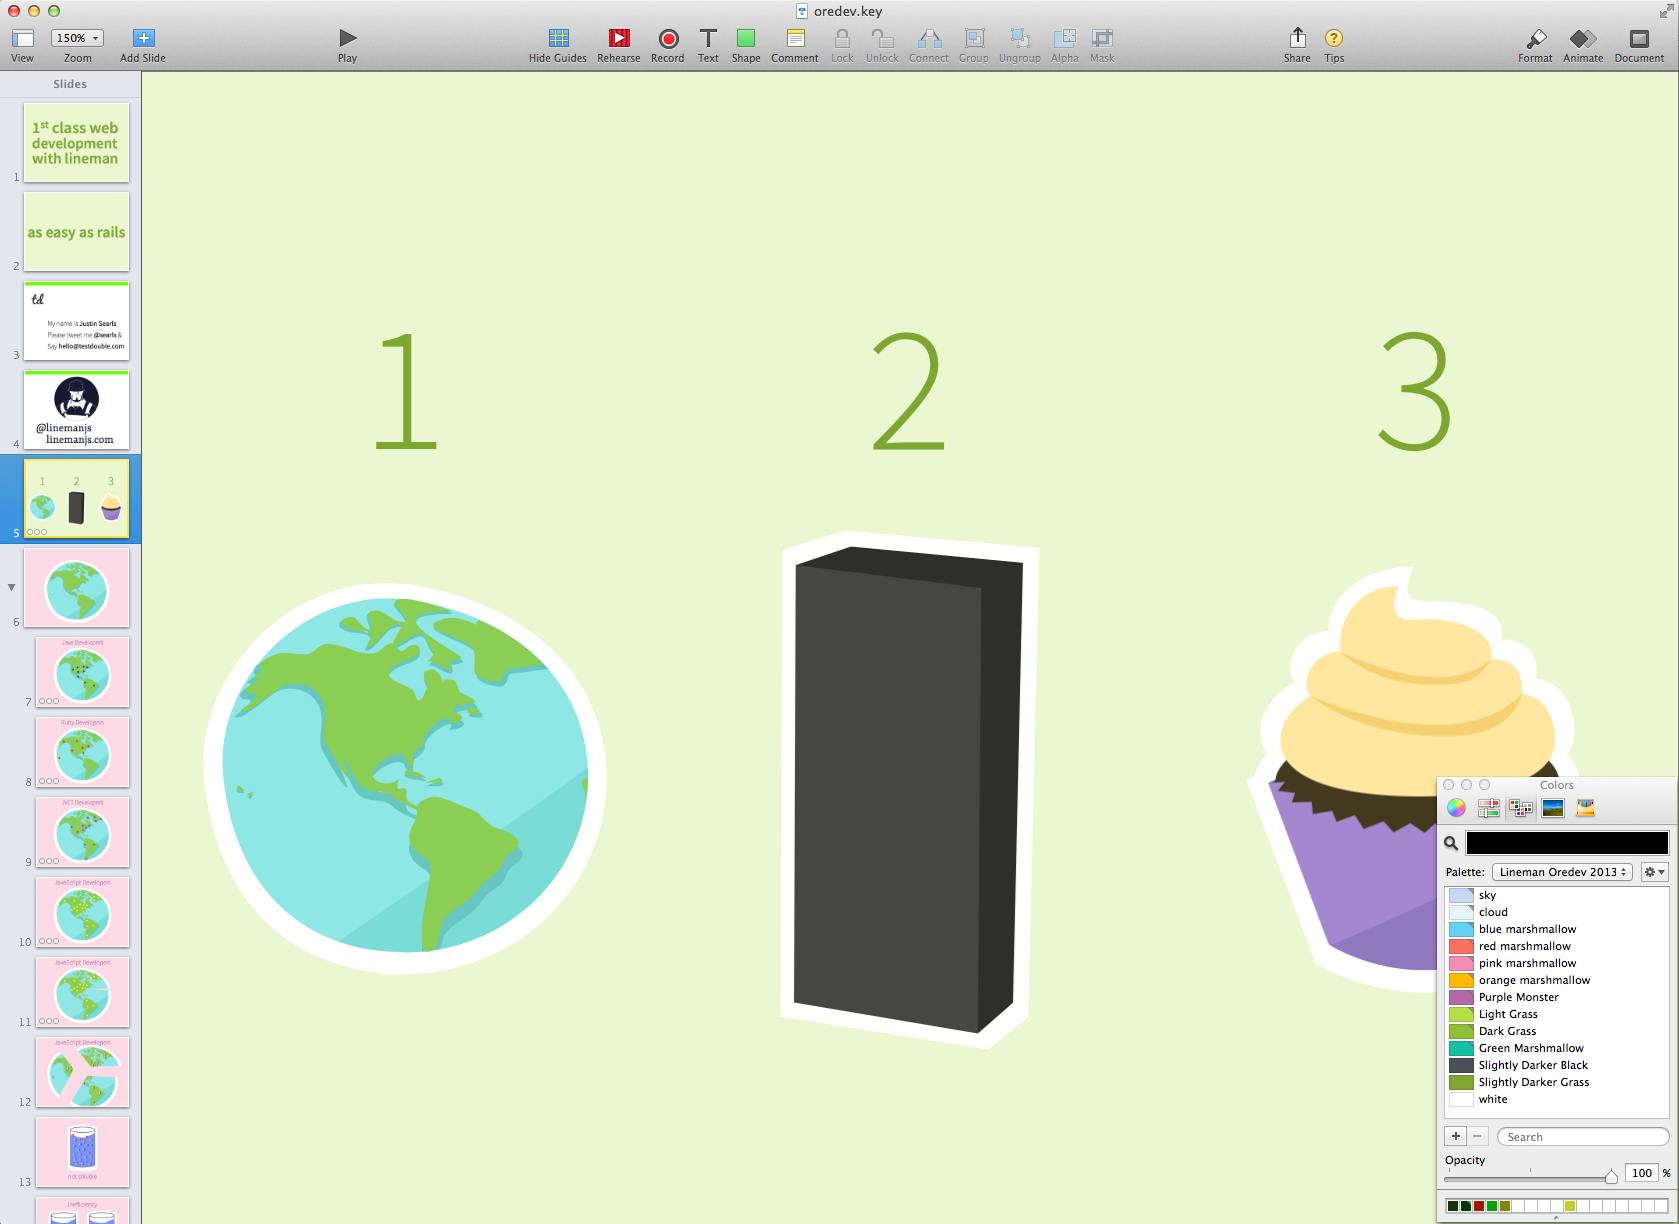 oredev.key
150%
View
Zoom
Add Slide
Play
Hide Guides
Rehearse
Record
Text
Shape
Comment
Lock
Unlock
Connect
Group
Ungroup
Alpha
Mask
Share
Tips
Format
Animate
Document
Slides
1st class web
development
with lineman
1
as easy as rails
2
td
My name is Justin Searls
Please tweet me @searls &
Say hello@testdouble.com
3
@linemanjs
linemanjs.com
4
1 2 3
5
6
Java Developers
7
Ruby Developers
8
.NET Developers
9
JavaScript Developers
10
JavaScript Developers
11
JavaScript Developers
12
not soluble
13
Inefficiency
1
2
3
Colors
Palette: Lineman Oredev 2013
sky
cloud
blue marshmallow
red marshmallow
pink marshmallow
orange marshmallow
Purple Monster
Light Grass
Dark Grass
Green Marshmallow
Slightly Darker Black
Slightly Darker Grass
white
Search
Opacity
100 %